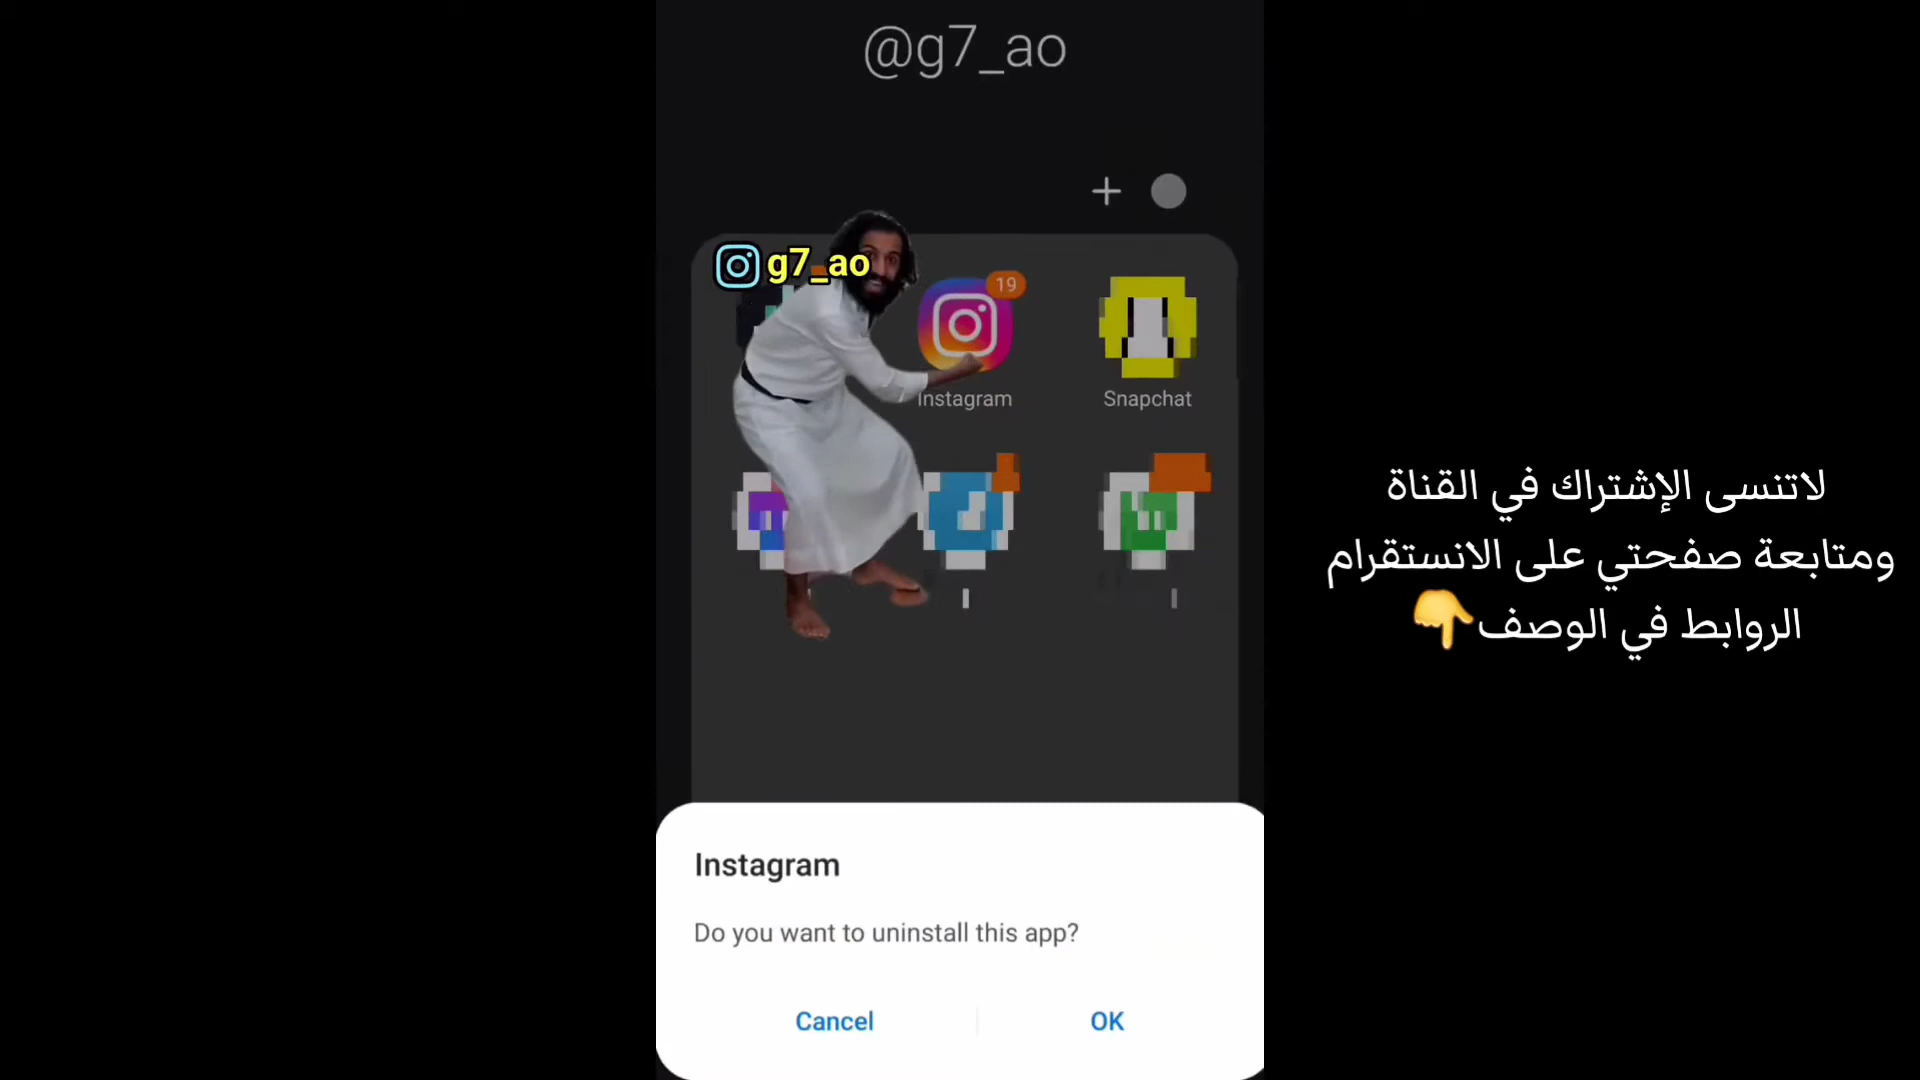 @g7_ao
g7_ao
19
Instagram
Snapchat
لاتنسى الإشتراك في القناة
ومتابعة صفحتي على الانستقرام
الروابط في الوصف👇
Instagram
Do you want to uninstall this app?
Cancel
OK